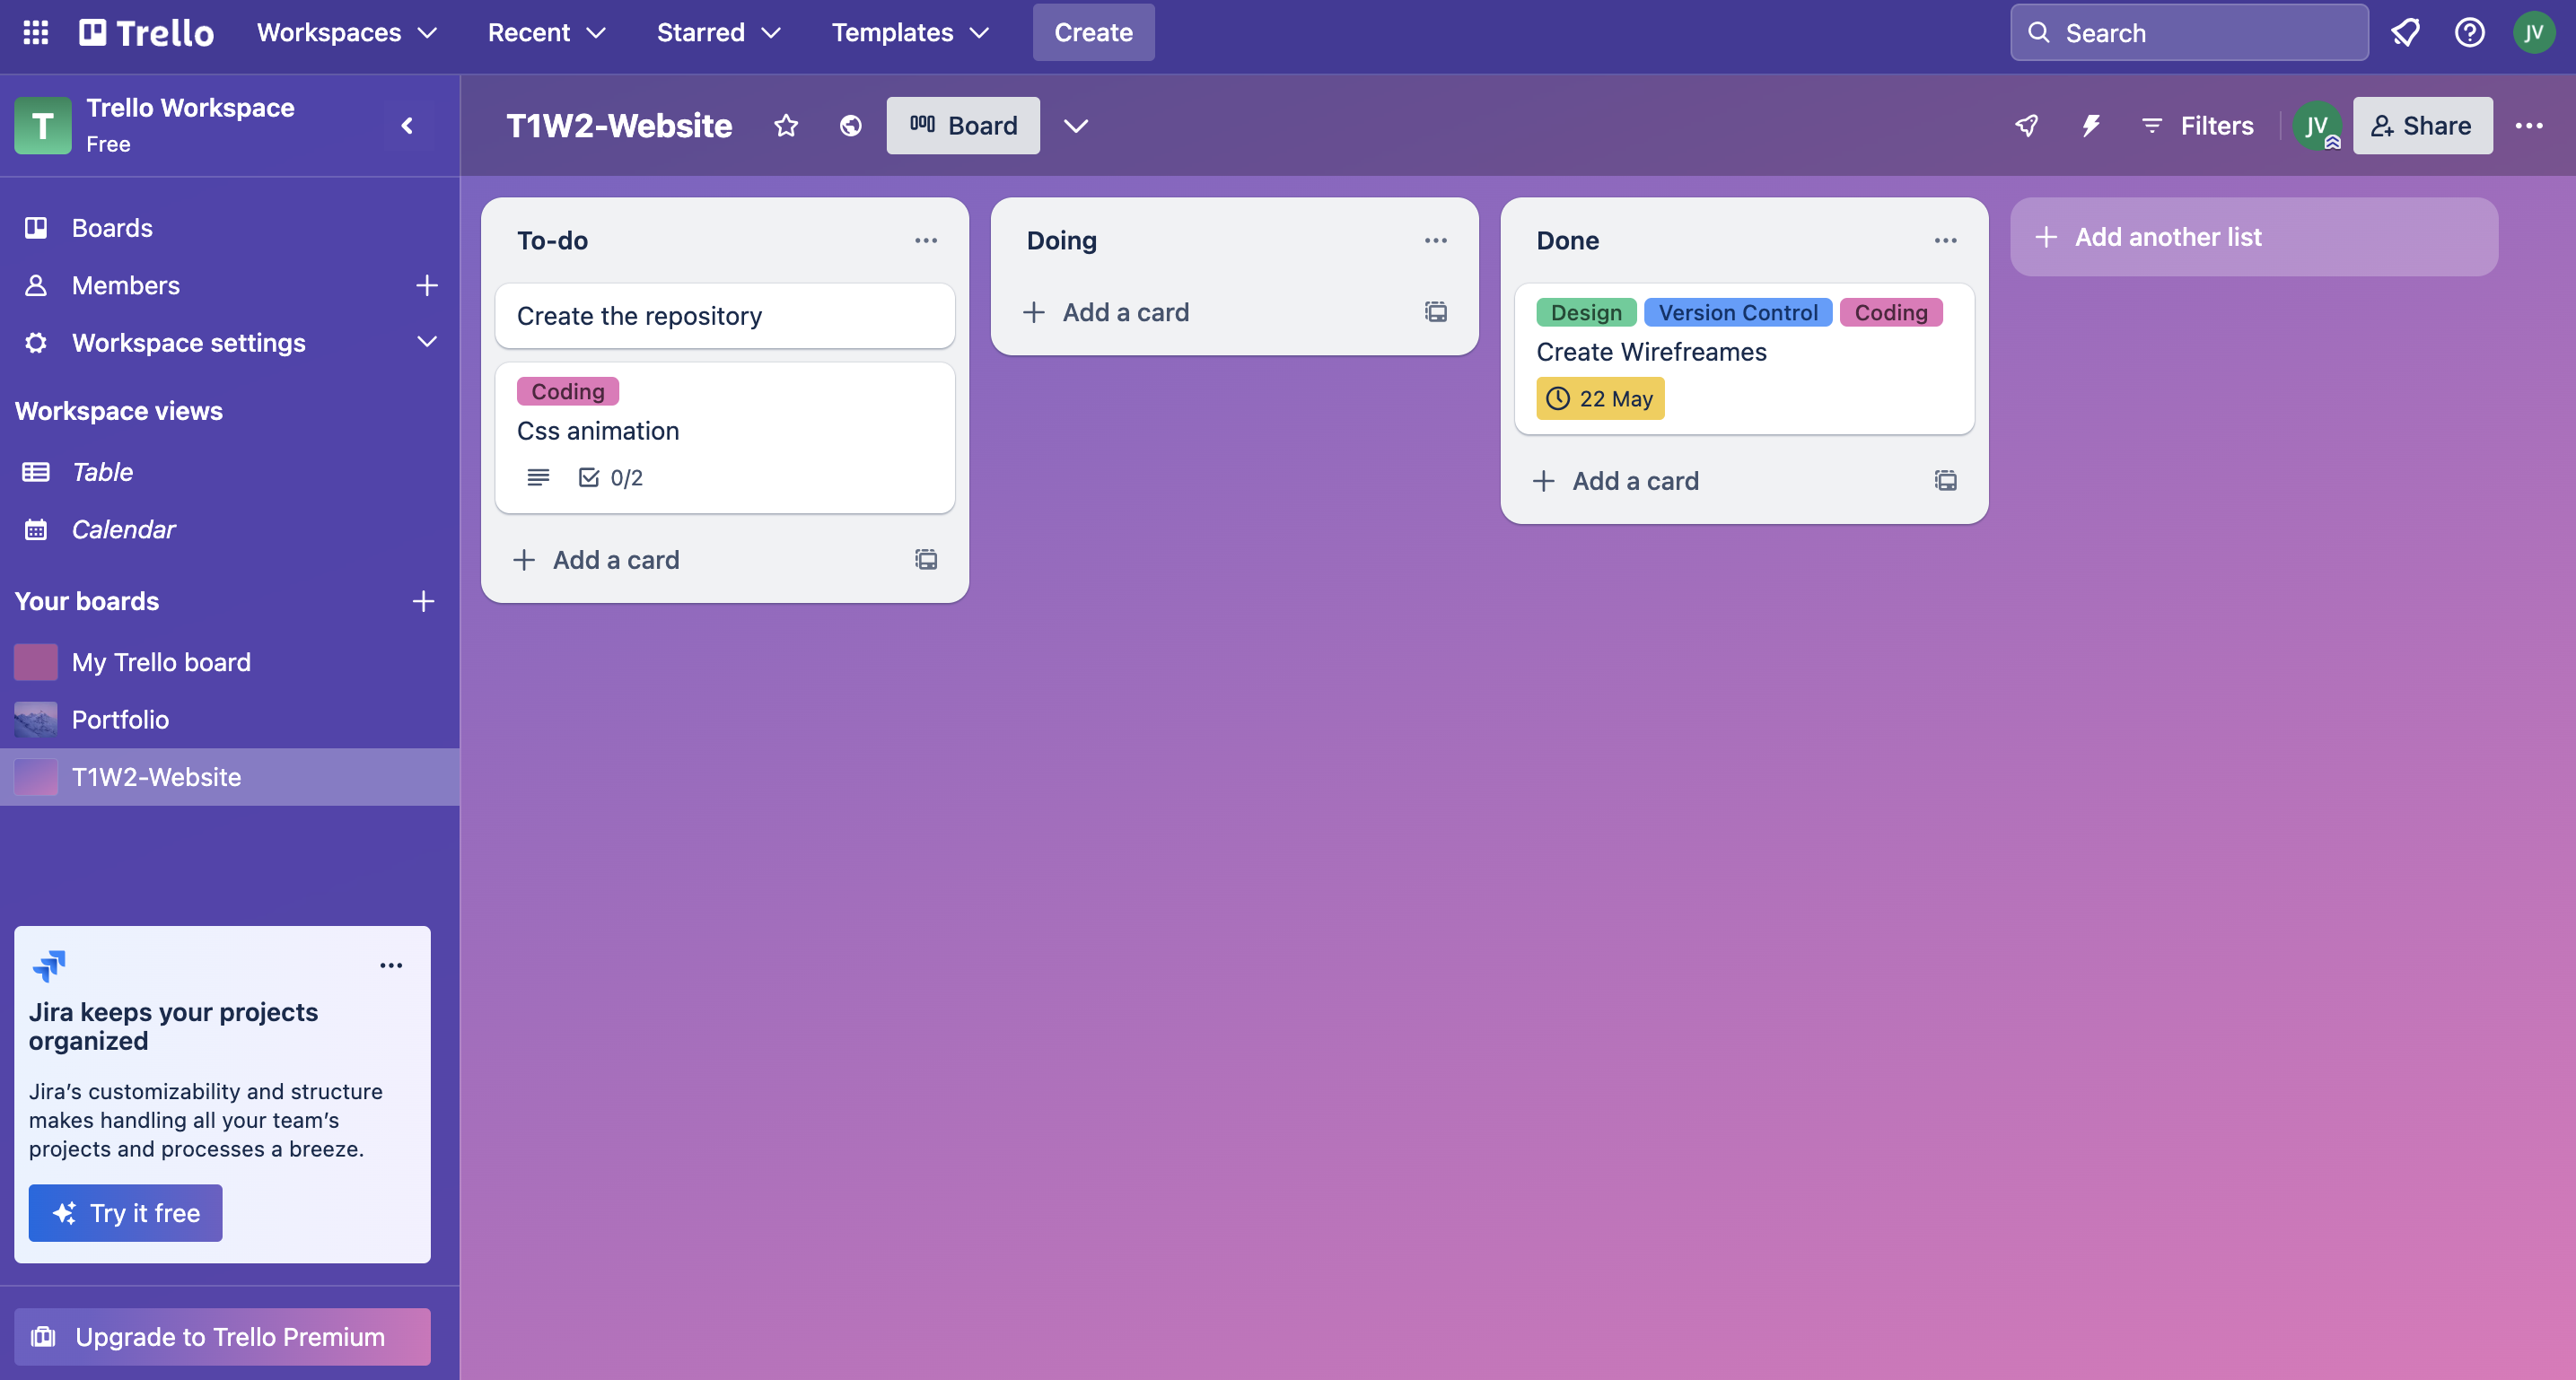 Trello
Workspaces
Recent
Starred
Templates
Create
Search
JV
T
Trello Workspace
Free
T1W2-Website
Board
Filters
JV
Share
Boards
Members
Workspace settings
Workspace views
Table
Calendar
Your boards
My Trello board
Portfolio
T1W2-Website
Jira keeps your projects
organized
Jira’s customizability and structure
makes handling all your team’s
projects and processes a breeze.
Try it free
Upgrade to Trello Premium
To-do
Create the repository
Coding
Css animation
0/2
Add a card
Doing
Add a card
Done
Design Version Control Coding
Create Wirefreames
22 May
Add a card
Add another list